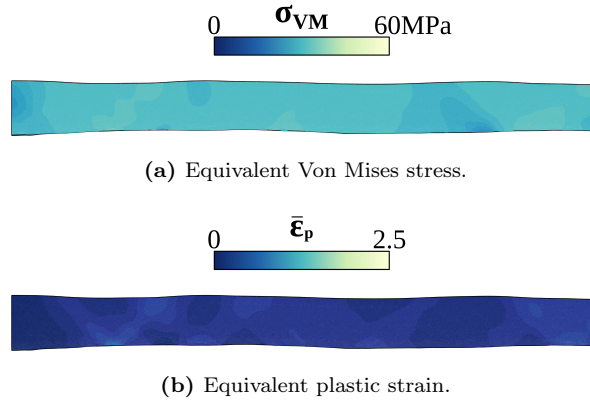 σVM
0 60MPa
(a) Equivalent Von Mises stress.
ε̄p
0 2.5
(b) Equivalent plastic strain.